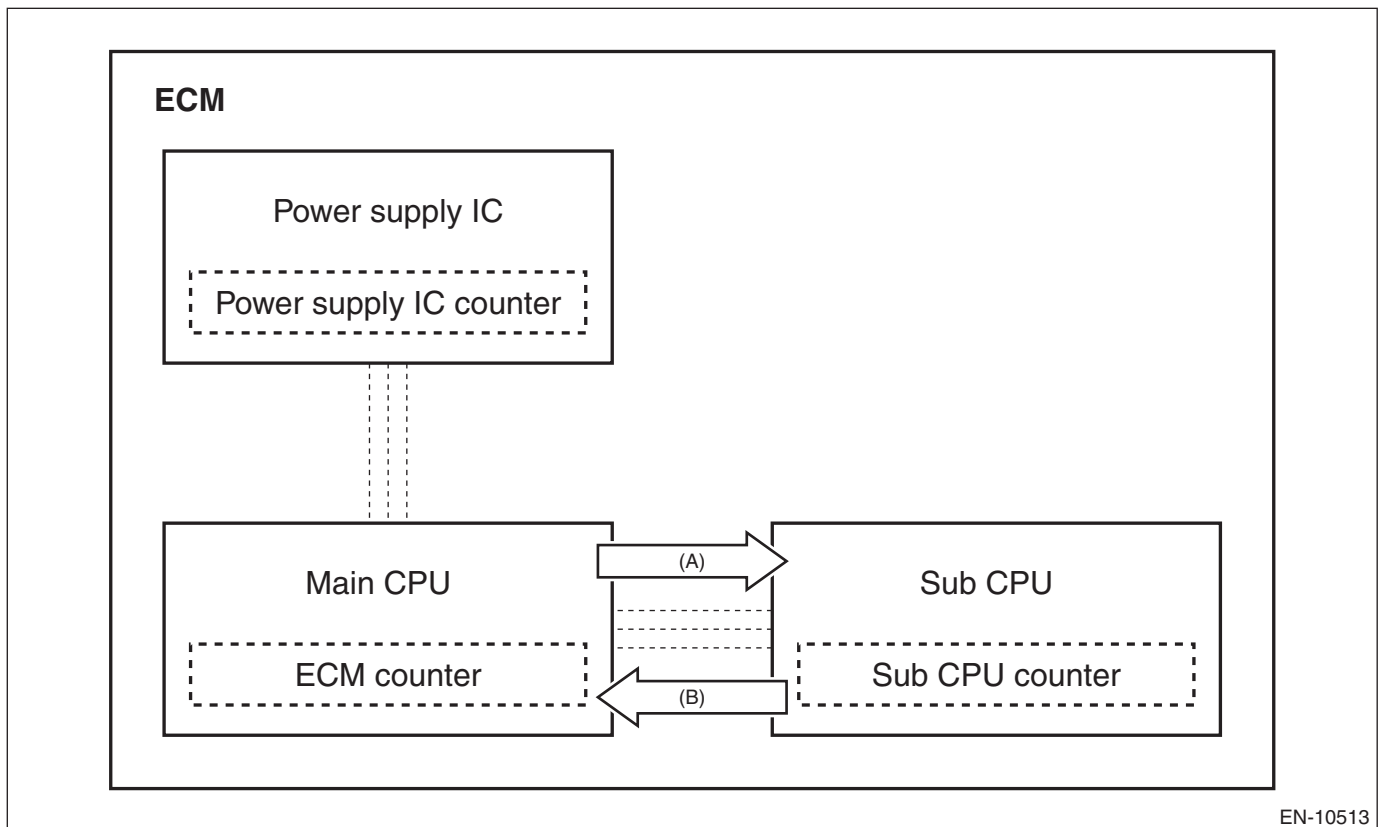 ECM
Power supply IC
Power supply IC counter
Main CPU
(A)
Sub CPU
ECM counter
(B)
Sub CPU counter
EN-10513